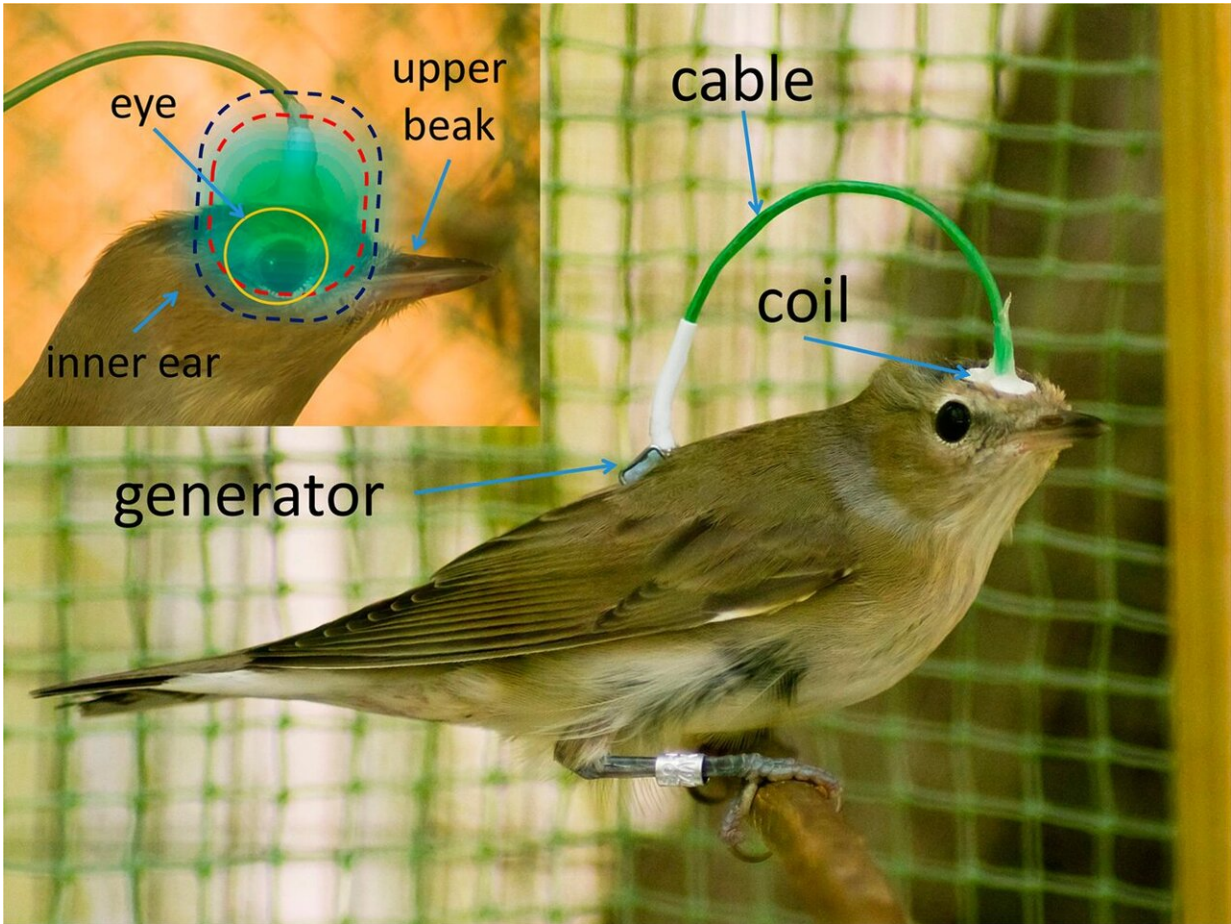 eye
upper
beak
inner ear
cable
coil
generator